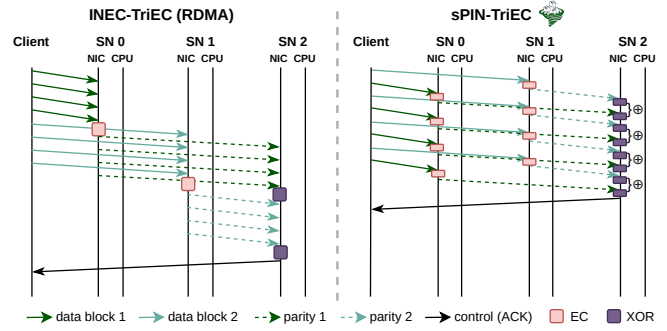 INEC-TriEC (RDMA)
Client SN 0 SN 1 SN 2
NIC CPU NIC CPU NIC CPU
sPIN-TriEC
Client SN 0 SN 1 SN 2
NIC CPU NIC CPU NIC CPU
⊕
⊕
⊕
⊕
data block 1 data block 2 parity 1 parity 2 control (ACK) EC XOR